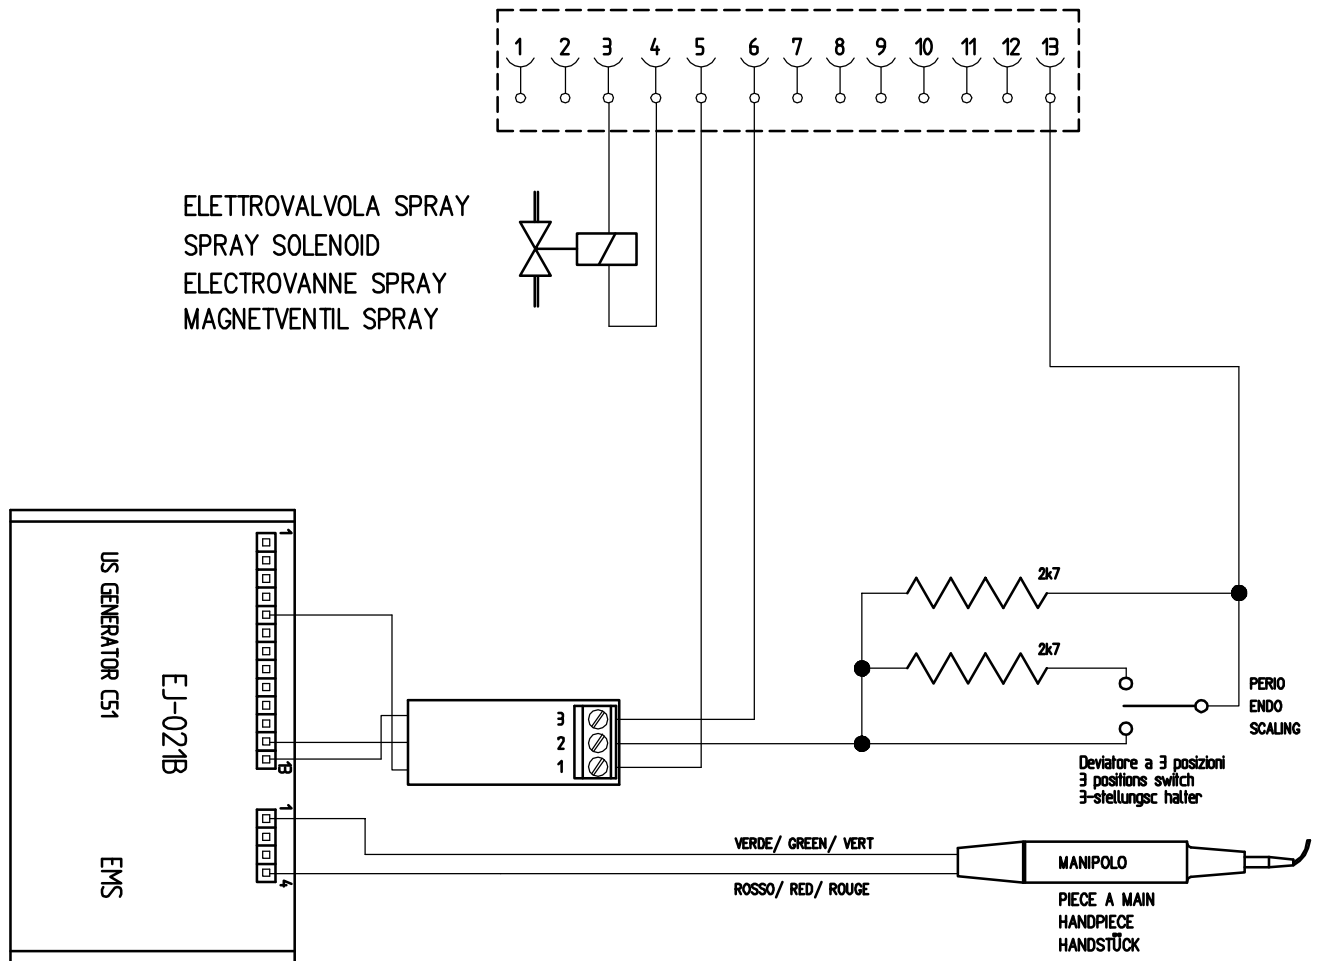 1 2 3 4 5 6 7 8 9 10 11 12 13
ELETTROVALVOLA SPRAY
SPRAY SOLENOID
ELECTROVANNE SPRAY
MAGNETVENTIL SPRAY
1
US GENERATOR C51
EJ-021B
13
1
4
EMS
3
2
1
2k7
2k7
PERIO
ENDO
SCALING
Deviatore a 3 posizioni
3 positions switch
3-stellungsc halter
VERDE/ GREEN/ VERT
ROSSO/ RED/ ROUGE
MANIPOLO
PIECE A MAIN
HANDPIECE
HANDSTÜCK